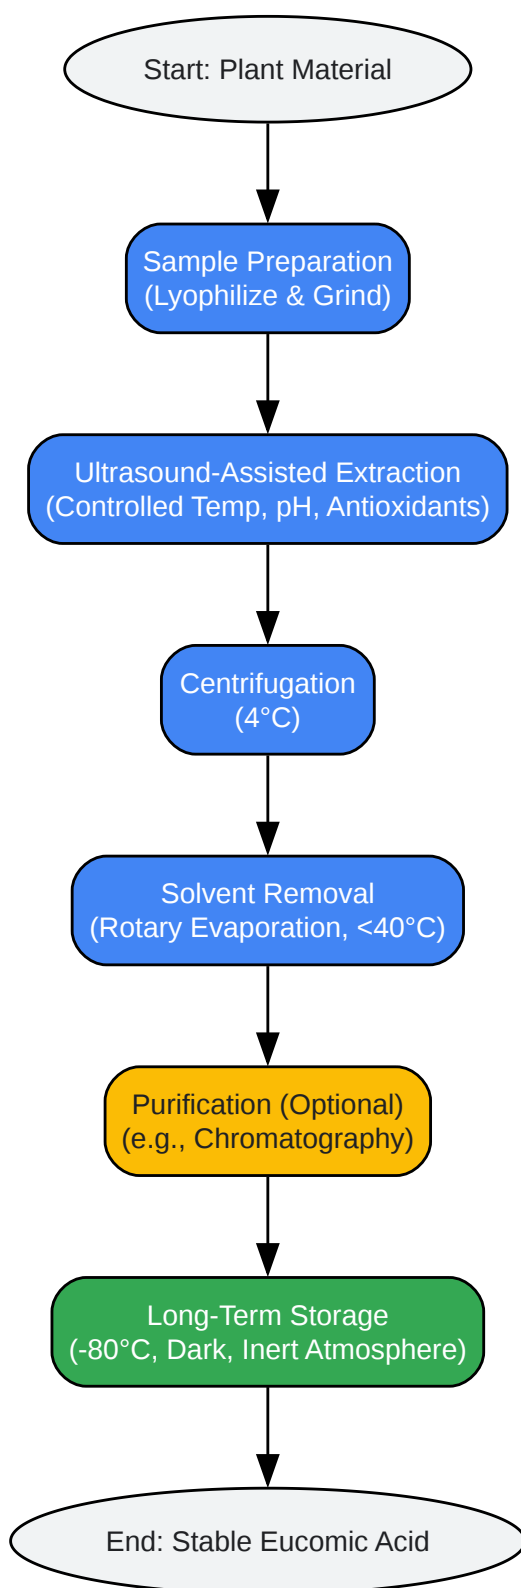 Start: Plant Material
Sample Preparation
(Lyophilize & Grind)
Ultrasound-Assisted Extraction
(Controlled Temp, pH, Antioxidants)
Centrifugation
(4°C)
Solvent Removal
(Rotary Evaporation, <40°C)
Purification (Optional)
(e.g., Chromatography)
Long-Term Storage
(-80°C, Dark, Inert Atmosphere)
End: Stable Eucomic Acid